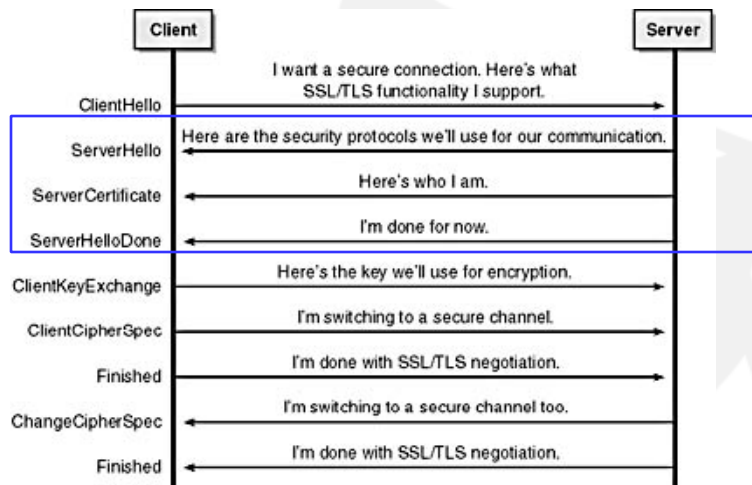 Client
Server
I want a secure connection. Here's what
SSL/TLS functionality I support.
ClientHello
Here are the security protocols we'll use for our communication.
ServerHello
Here's who I am.
ServerCertificate
I'm done for now.
ServerHelloDone
Here's the key we'll use for encryption.
ClientKeyExchange
I'm switching to a secure channel.
ClientCipherSpec
I'm done with SSL/TLS negotiation.
Finished
I'm switching to a secure channel too.
ChangeCipherSpec
I'm done with SSL/TLS negotiation.
Finished